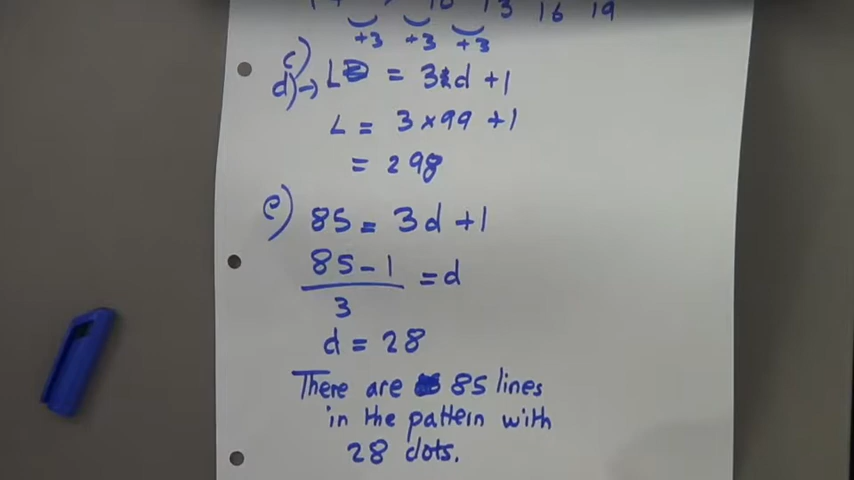 10 13 16 19
+3 +3 +3
c)
d) → L = 3d + 1
L = 3 × 99 + 1
= 298
e) 85 = 3d + 1
85 - 1 / 3 = d
d = 28
There are 85 lines
in the pattern with
28 dots.